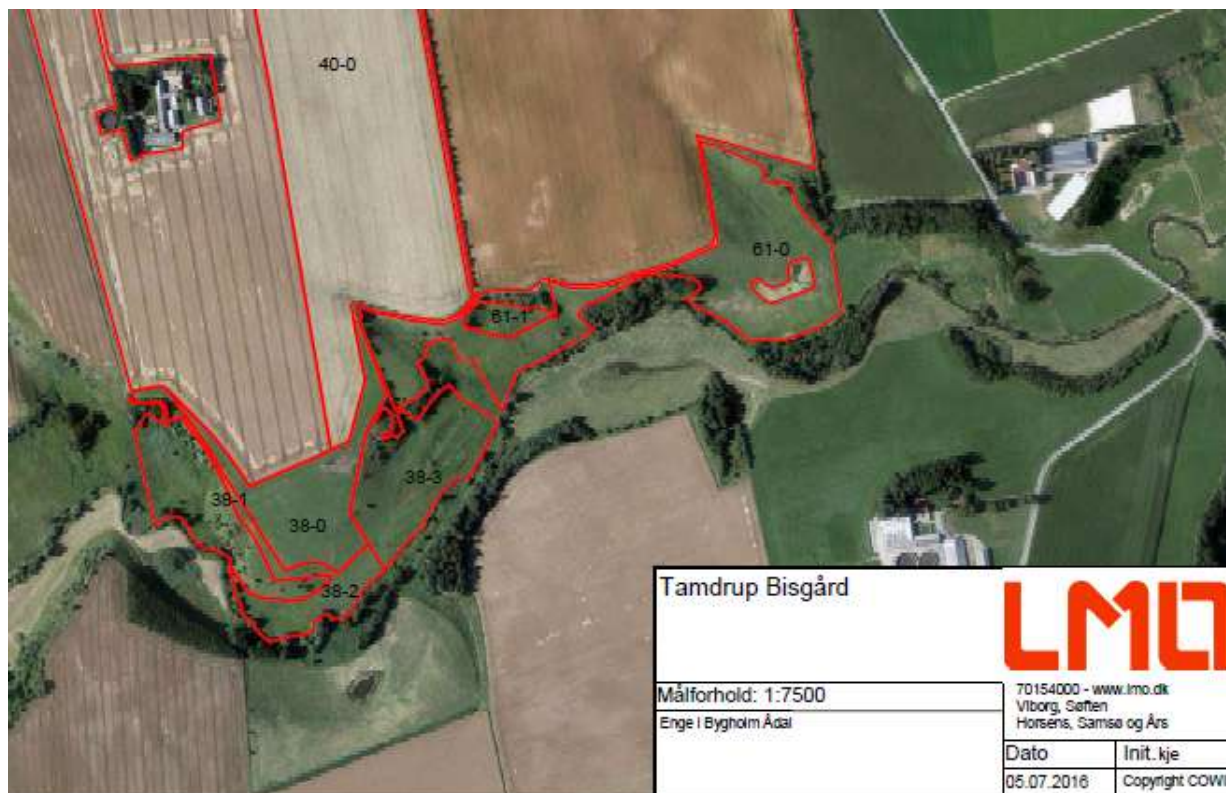 40-0
61-0
61-1
38-3
38-1
38-0
38-2
Tamdrup Bisgård
LMO
Målforhold: 1:7500
70154000 - www.lmo.dk
Viborg, Søften
Horsens, Samsø og Års
Enge i Bygholm Ådal
Dato
Init.kje
05.07.2016
Copyright COWI